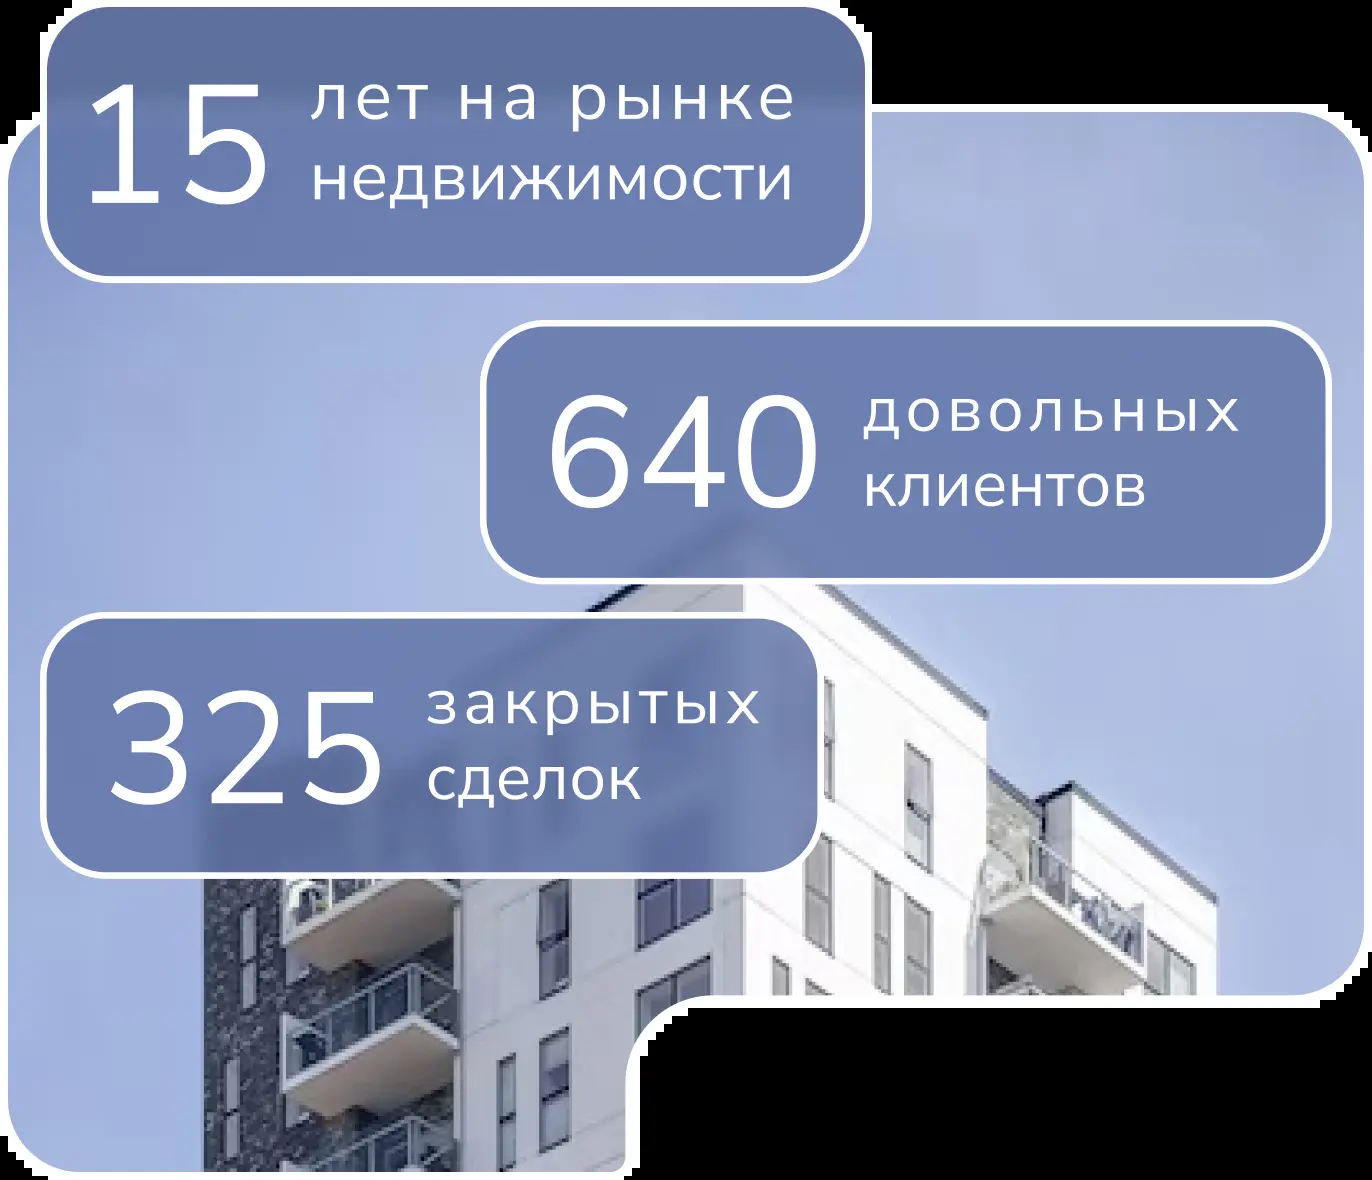 15 лет на рынке
недвижимости
640 довольных
клиентов
325 закрытых
сделок